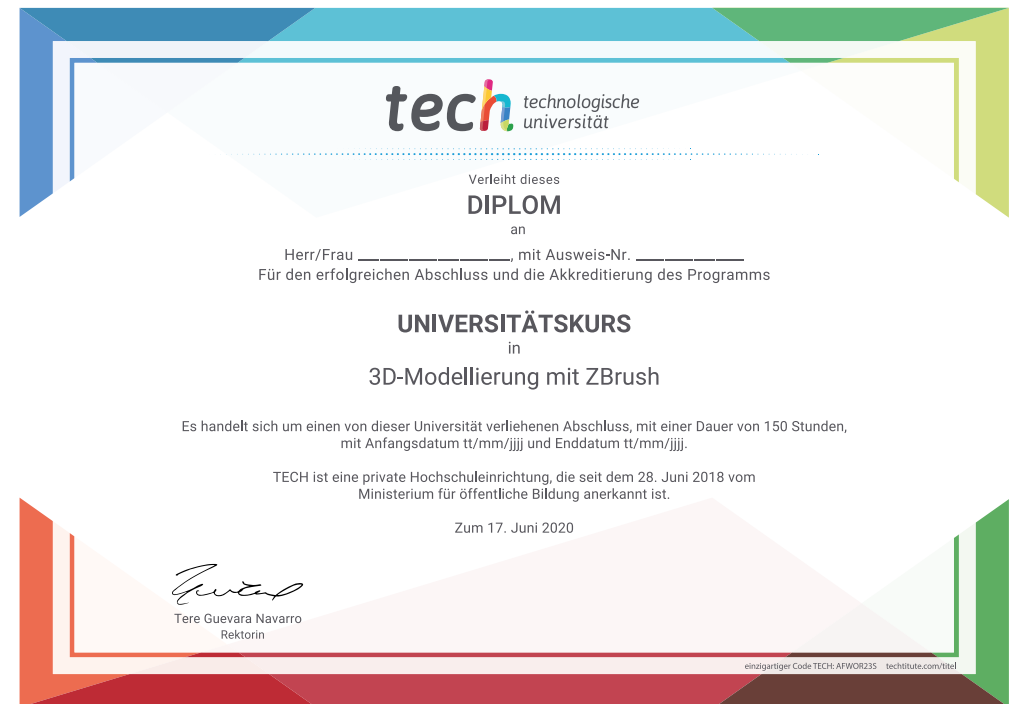 tech technologische
universität
Verleiht dieses
DIPLOM
an
Herr/Frau ____________________, mit Ausweis-Nr. ______________
Für den erfolgreichen Abschluss und die Akkreditierung des Programms
UNIVERSITÄTSKURS
in
3D-Modellierung mit ZBrush
Es handelt sich um einen von dieser Universität verliehenen Abschluss, mit einer Dauer von 150 Stunden,
mit Anfangsdatum tt/mm/jjjj und Enddatum tt/mm/jjjj.
TECH ist eine private Hochschuleinrichtung, die seit dem 28. Juni 2018 vom
Ministerium für öffentliche Bildung anerkannt ist.
Zum 17. Juni 2020
Tere Guevara Navarro
Rektorin
einzigartiger Code TECH: AFWOR23S techtitute.com/titel